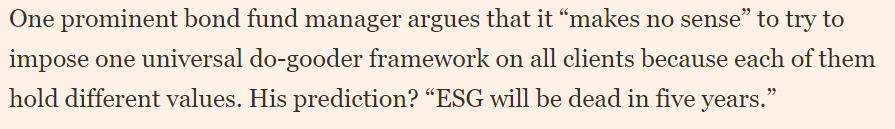 One prominent bond fund manager argues that it “makes no sense” to try to
impose one universal do-gooder framework on all clients because each of them
hold different values. His prediction? “ESG will be dead in five years.”